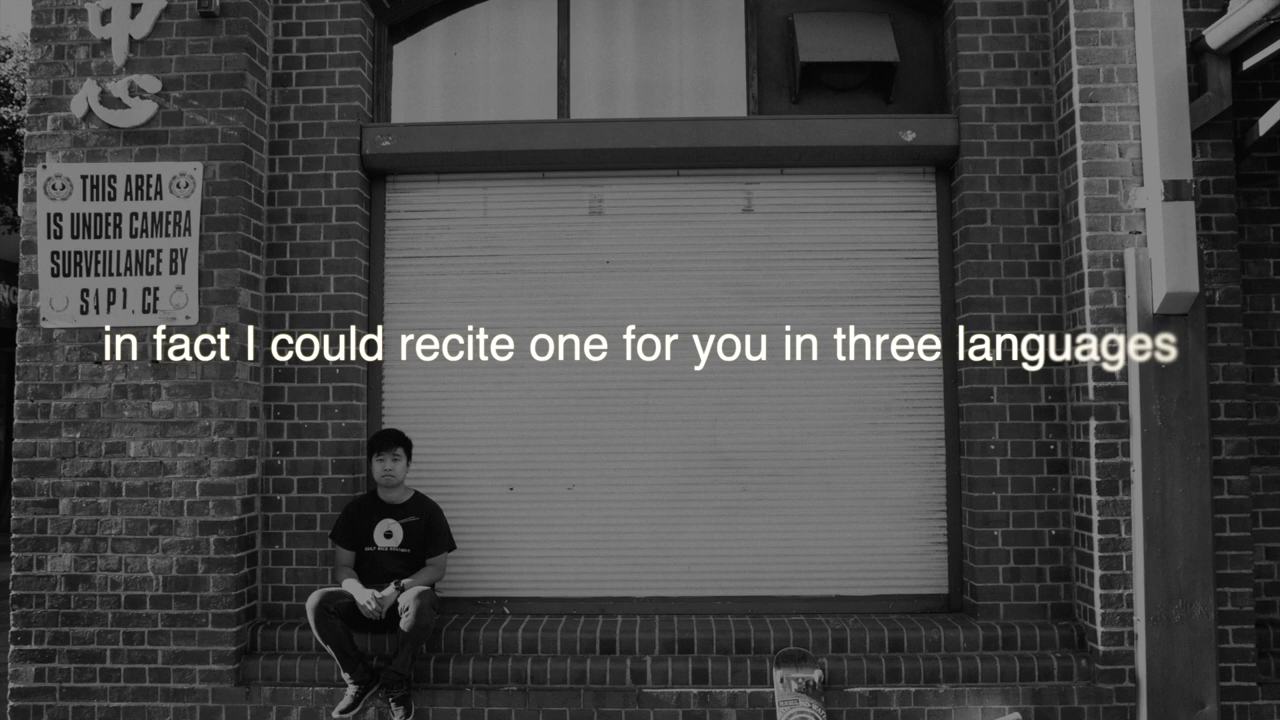 中
心
THIS AREA
IS UNDER CAMERA
SURVEILLANCE BY
in fact I could recite one for you in three languages